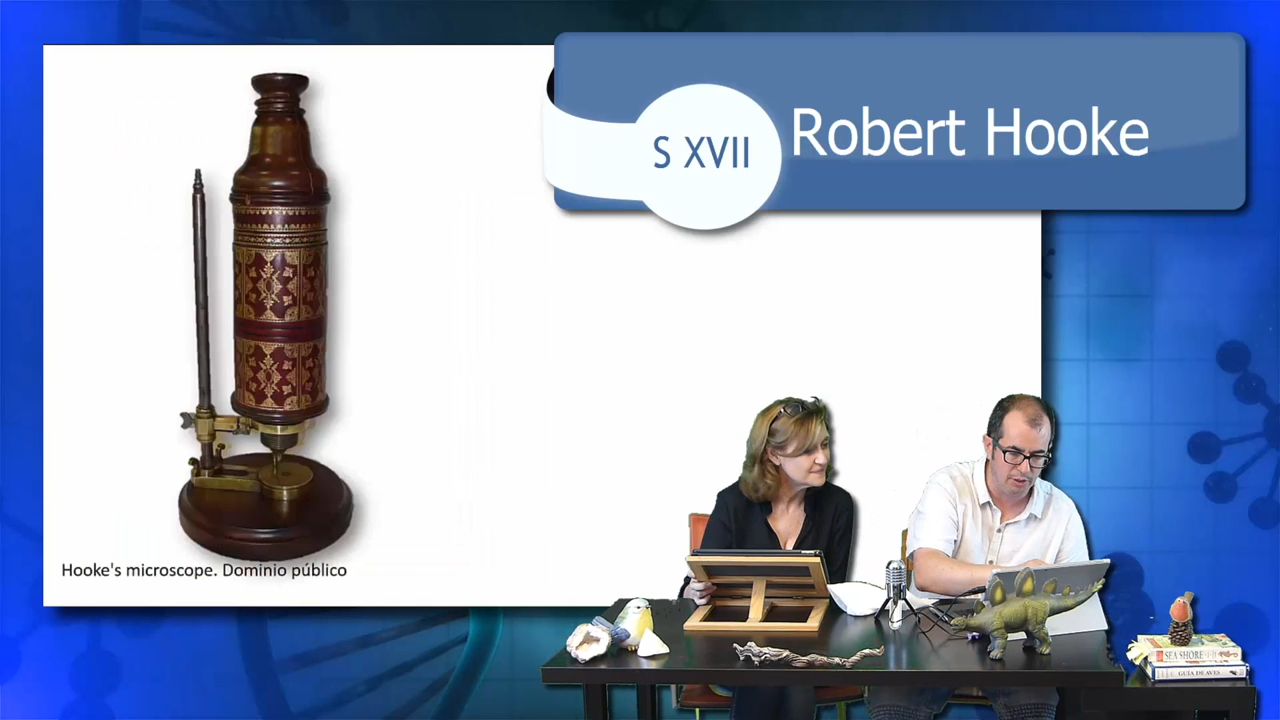 S XVII
Robert Hooke
Hooke's microscope. Dominio público
SEA SHORE
GUIA DE AVES